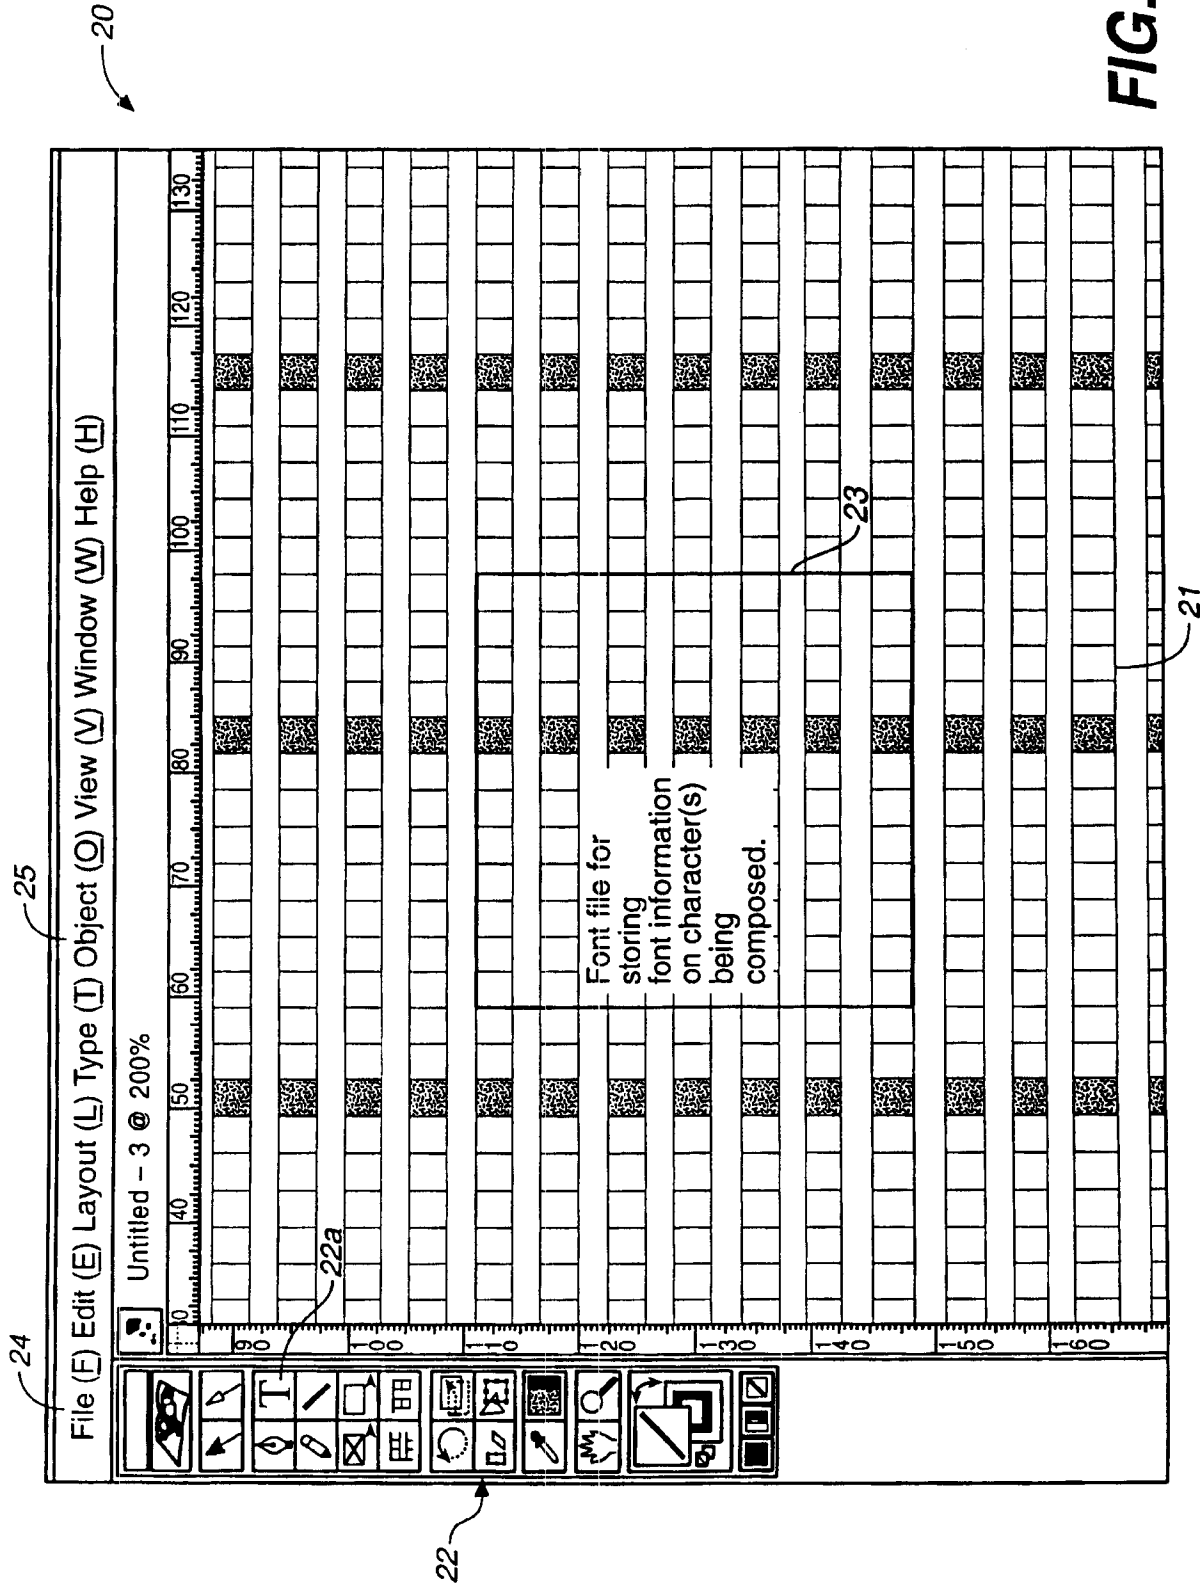 20
25
24
File (F) Edit (E) Layout (L) Type (T) Object (O) View (V) Window (W) Help (H)
Untitled – 3 @ 200%
30 40 50 60 70 80 90 100 110 120 130
22a
T
90
100
110
120
130
140
150
160
Font file for
storing
font information
on character(s)
being
composed.
23
22
21
FIG.